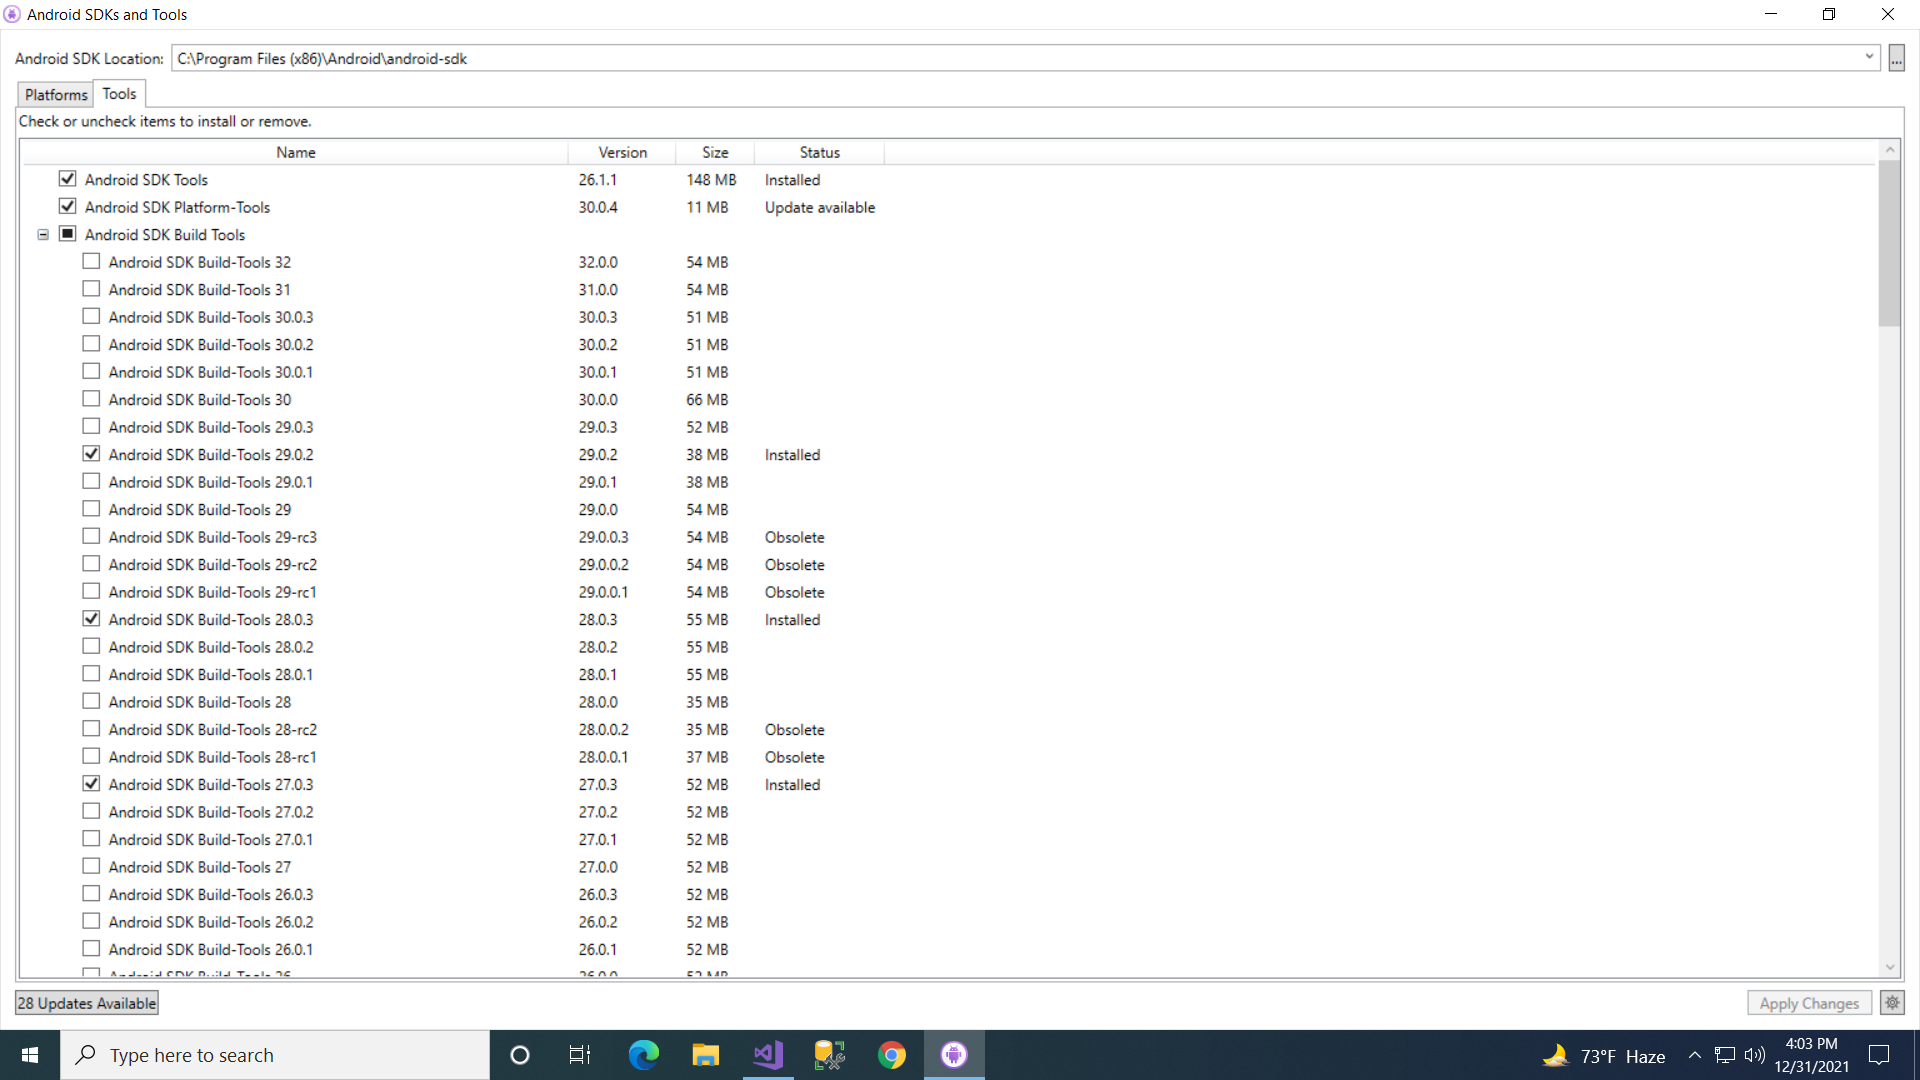 Android SDKs and Tools
Android SDK Location: C:\Program Files (x86)\Android\android-sdk ...
Platforms Tools
Check or uncheck items to install or remove.
Name Version Size Status
Android SDK Tools 26.1.1 148 MB Installed
Android SDK Platform-Tools 30.0.4 11 MB Update available
Android SDK Build Tools
Android SDK Build-Tools 32 32.0.0 54 MB
Android SDK Build-Tools 31 31.0.0 54 MB
Android SDK Build-Tools 30.0.3 30.0.3 51 MB
Android SDK Build-Tools 30.0.2 30.0.2 51 MB
Android SDK Build-Tools 30.0.1 30.0.1 51 MB
Android SDK Build-Tools 30 30.0.0 66 MB
Android SDK Build-Tools 29.0.3 29.0.3 52 MB
Android SDK Build-Tools 29.0.2 29.0.2 38 MB Installed
Android SDK Build-Tools 29.0.1 29.0.1 38 MB
Android SDK Build-Tools 29 29.0.0 54 MB
Android SDK Build-Tools 29-rc3 29.0.0.3 54 MB Obsolete
Android SDK Build-Tools 29-rc2 29.0.0.2 54 MB Obsolete
Android SDK Build-Tools 29-rc1 29.0.0.1 54 MB Obsolete
Android SDK Build-Tools 28.0.3 28.0.3 55 MB Installed
Android SDK Build-Tools 28.0.2 28.0.2 55 MB
Android SDK Build-Tools 28.0.1 28.0.1 55 MB
Android SDK Build-Tools 28 28.0.0 35 MB
Android SDK Build-Tools 28-rc2 28.0.0.2 35 MB Obsolete
Android SDK Build-Tools 28-rc1 28.0.0.1 37 MB Obsolete
Android SDK Build-Tools 27.0.3 27.0.3 52 MB Installed
Android SDK Build-Tools 27.0.2 27.0.2 52 MB
Android SDK Build-Tools 27.0.1 27.0.1 52 MB
Android SDK Build-Tools 27 27.0.0 52 MB
Android SDK Build-Tools 26.0.3 26.0.3 52 MB
Android SDK Build-Tools 26.0.2 26.0.2 52 MB
Android SDK Build-Tools 26.0.1 26.0.1 52 MB
Android SDK Build-Tools 26 26.0.0 52 MB
28 Updates Available Apply Changes
Type here to search 73°F Haze 4:03 PM
12/31/2021